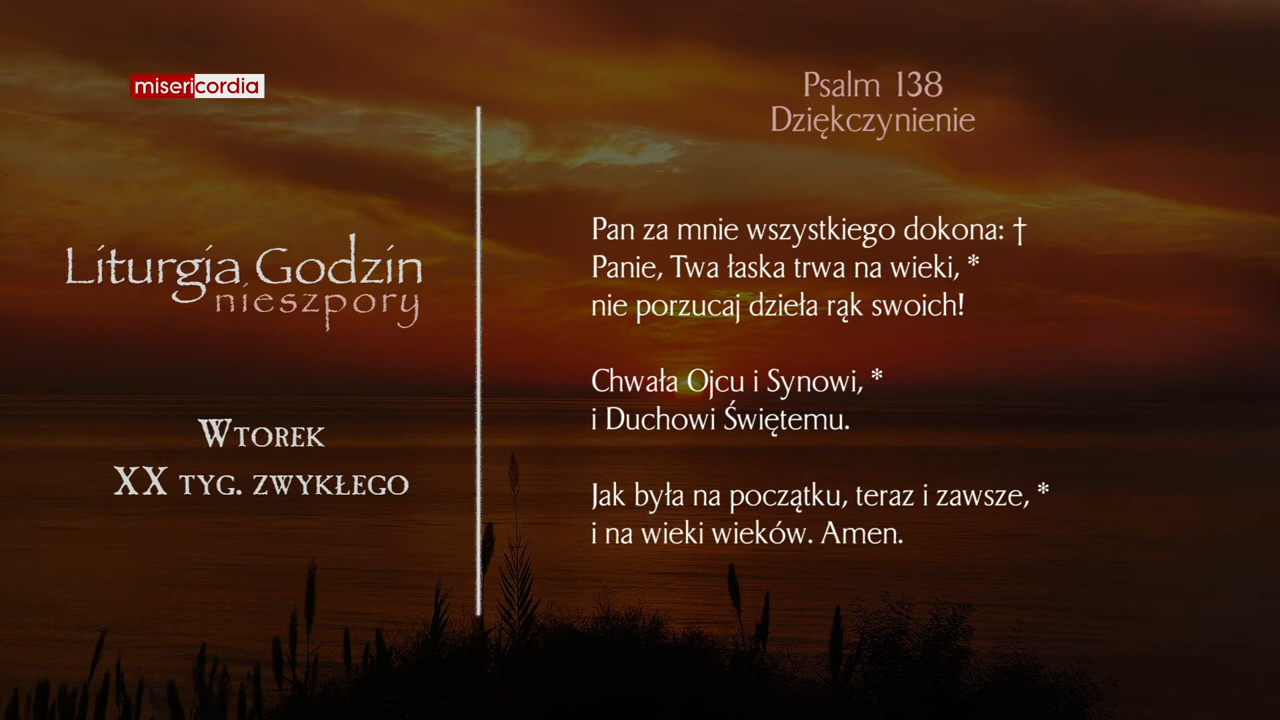 misericordia
Liturgia Godzin
nieszpory
Wtorek
XX tyg. zwykłego
Psalm 138
Dziękczynienie
Pan za mnie wszystkiego dokona: †
Panie, Twa łaska trwa na wieki, *
nie porzucaj dzieła rąk swoich!
Chwała Ojcu i Synowi, *
i Duchowi Świętemu.
Jak była na początku, teraz i zawsze, *
i na wieki wieków. Amen.